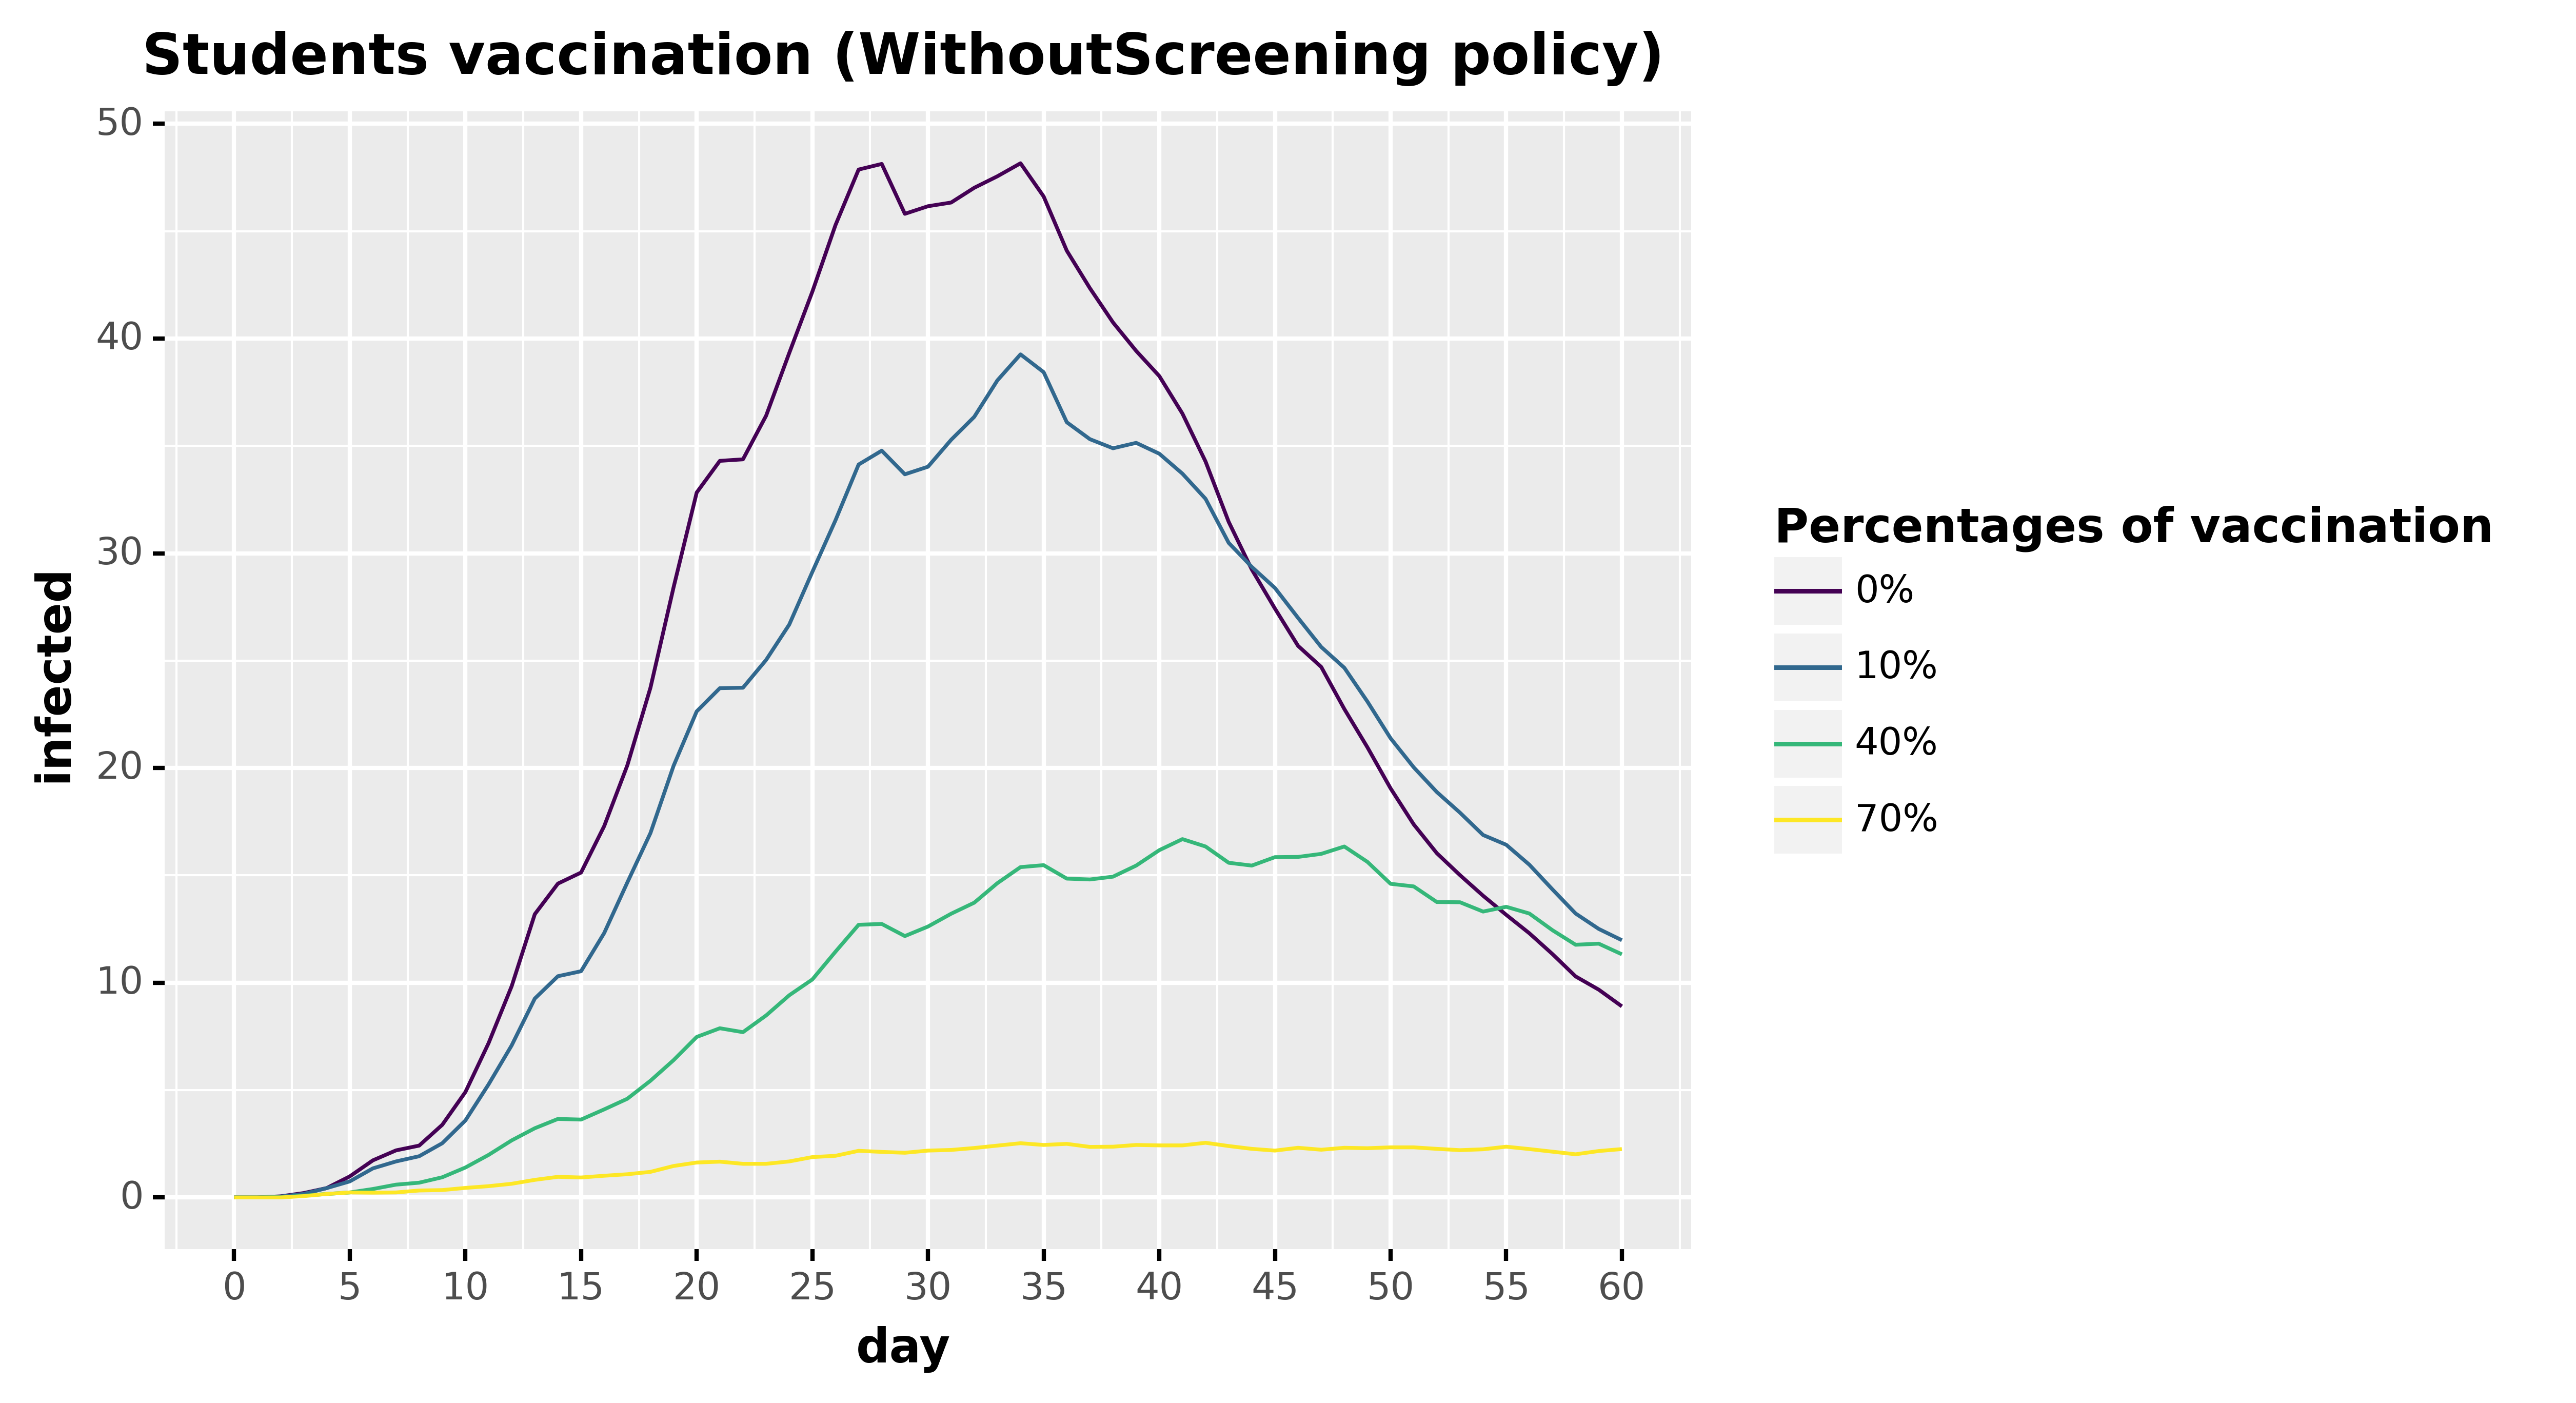 Students vaccination (WithoutScreening policy)
50
40
30
20
10
0
infected
0 5 10 15 20 25 30 35 40 45 50 55 60
day
Percentages of vaccination
0%
10%
40%
70%